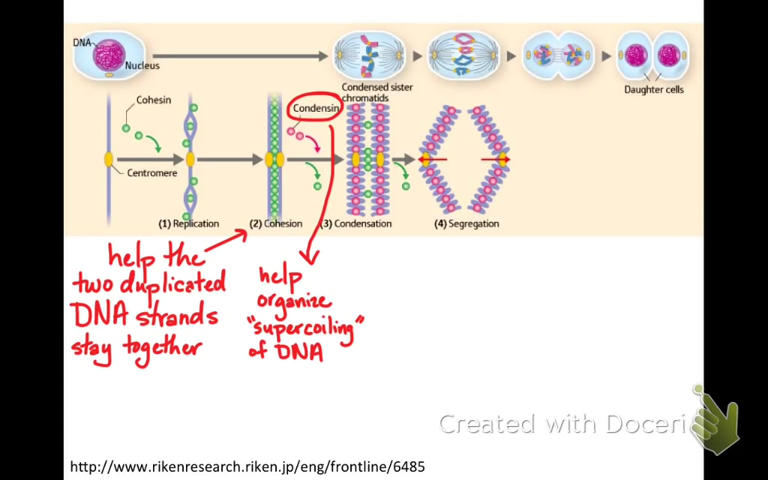 DNA
Nucleus
Condensed sister
chromatids
Daughter cells
Cohesin
Condensin
Centromere
(1) Replication
(2) Cohesion
(3) Condensation
(4) Segregation
help the
two duplicated
DNA strands
stay together
help
organize
"supercoiling"
of DNA
Created with Doceri
http://www.rikenresearch.riken.jp/eng/frontline/6485